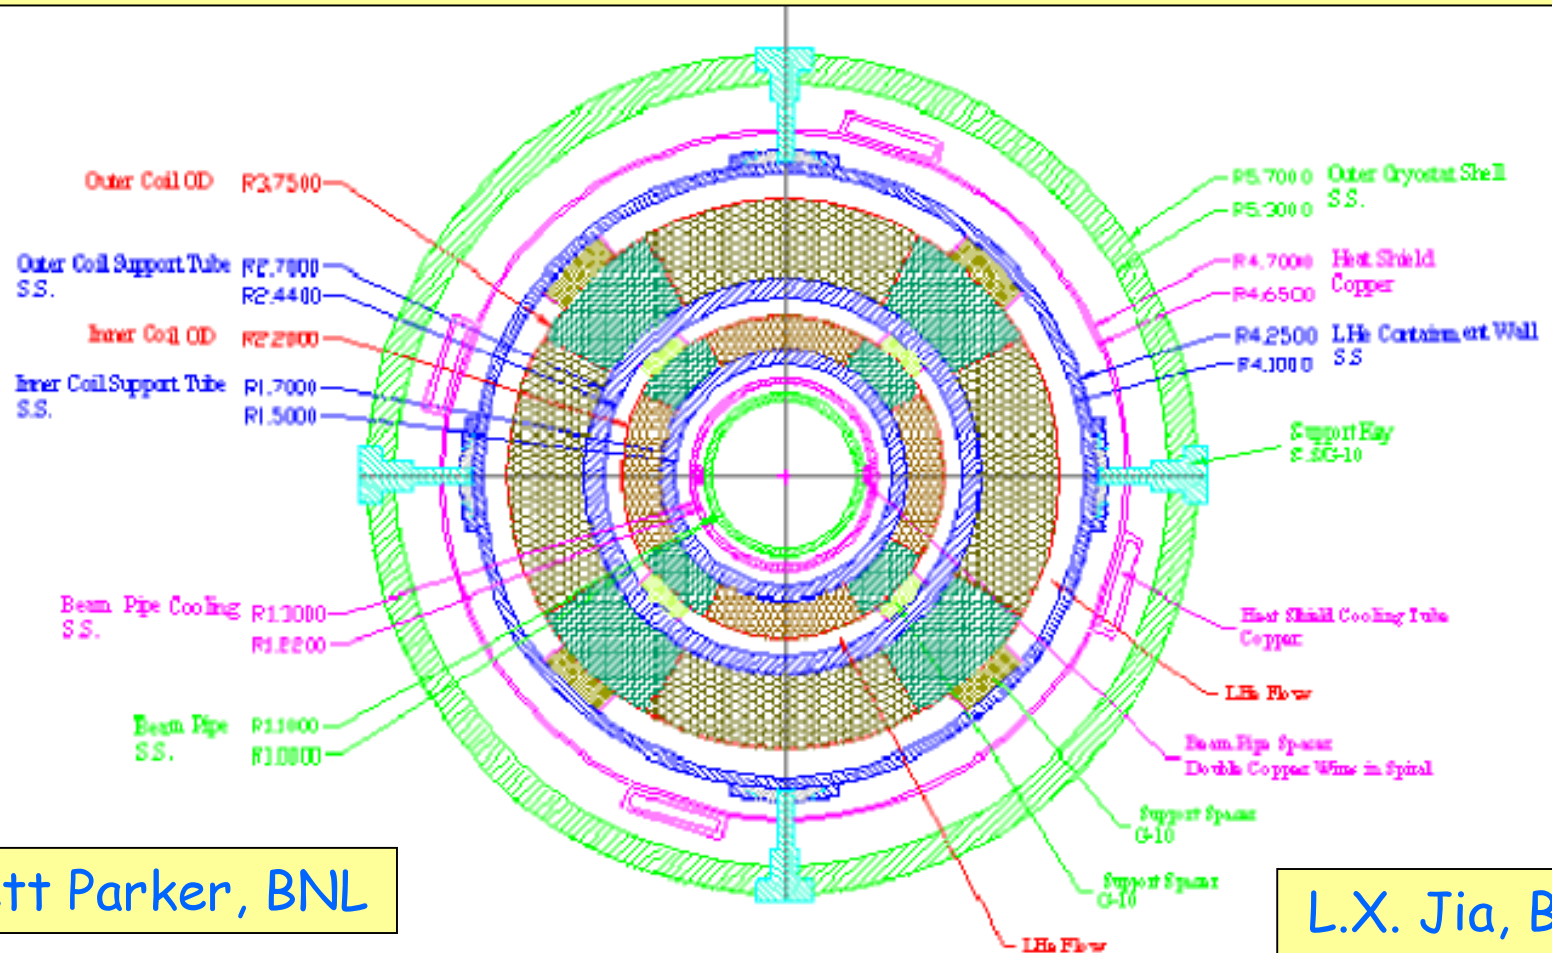 Outer Coil OD R3.7500
Outer Coil Support Tube R2.7000
S.S. R2.4400
Inner Coil OD R2.2000
Inner Coil Support Tube R1.7000
S.S. R1.5000
Beam Pipe Cooling R1.3000
S.S. R1.2200
Beam Pipe
S.S.
R5.7000 Outer Cryostat Shell
R5.3000 S.S.
R4.7000 Heat Shield
R4.6500 Copper
R4.2500 LHe Containment Wall
R4.1000 S.S
Support Key
Heat Shield Cooling Tube
Copper
LHe Flow
Beam Pipe Spacer
Double Copper Wire in Spiral
Support Spacer
G-10
Support Spacer
G-10
LHe Flow
tt Parker, BNL
L.X. Jia, B